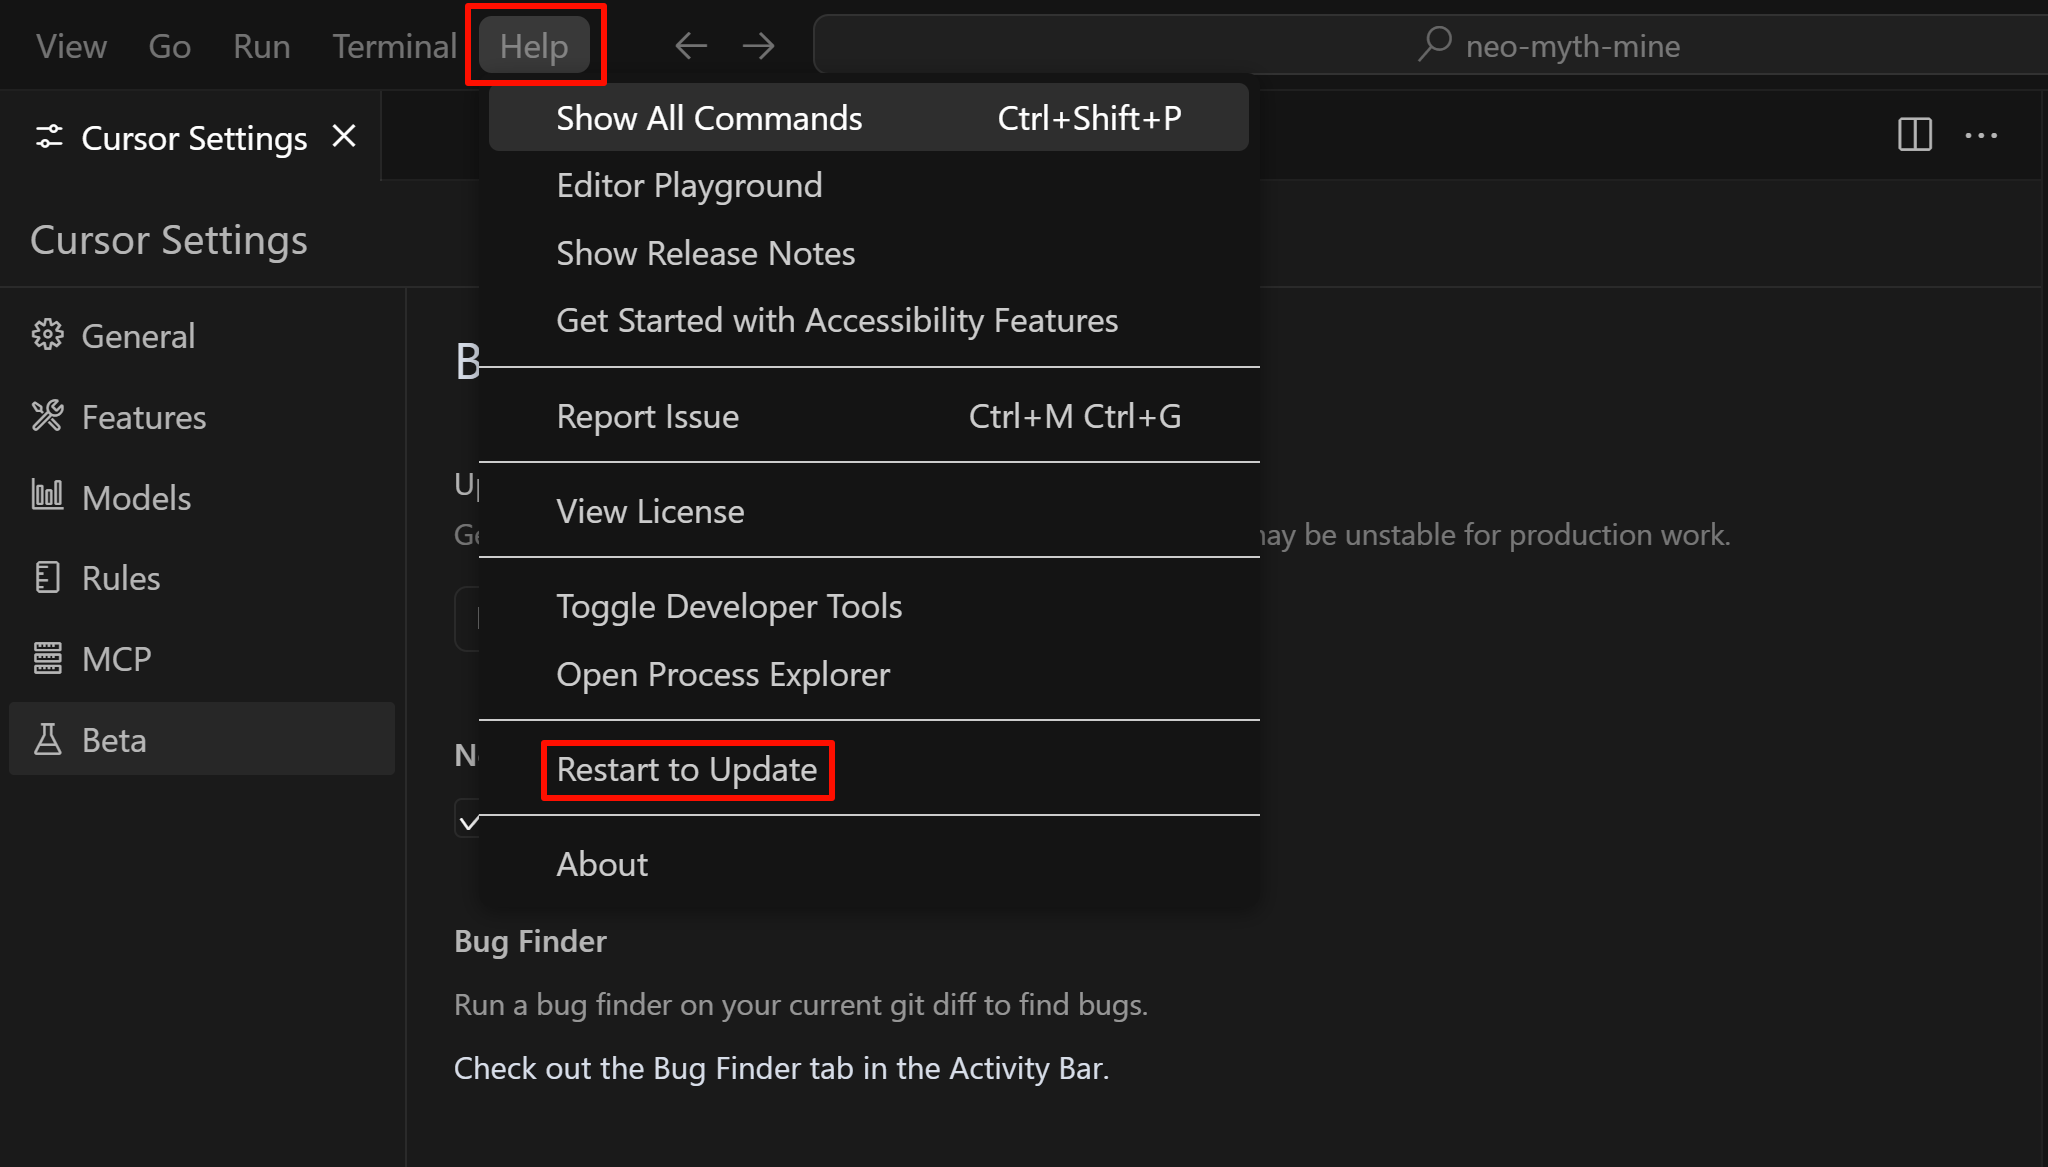 View Go Run Terminal Help neo-myth-mine
Cursor Settings
Cursor Settings
General
Features
Models
Rules
MCP
Beta
Show All Commands Ctrl+Shift+P
Editor Playground
Show Release Notes
Get Started with Accessibility Features
Report Issue Ctrl+M Ctrl+G
View License
Toggle Developer Tools
Open Process Explorer
Restart to Update
About
be unstable for production work.
Bug Finder
Run a bug finder on your current git diff to find bugs.
Check out the Bug Finder tab in the Activity Bar.